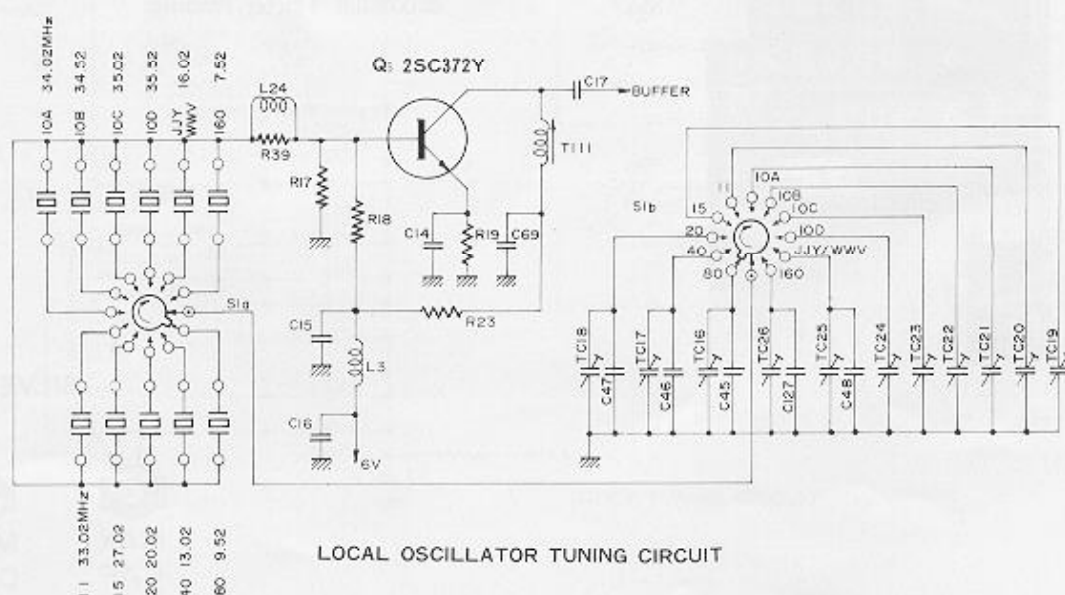 10A 34.02MHz
10B 34.52
10C 35.02
10D 35.52
JJY WWV 16.02
160 7.52
L24
R39
Q5 2SC372Y
C17
BUFFER
T111
R17
R18
C14
R19
C69
S1a
C15
R23
L3
C16
6V
11 33.02MHz
15 27.02
20 20.02
40 13.02
80 9.52
S1b
11
10A
10B
10C
10D
JJY/WWV
160
15
20
40
80
TC18
C47
TC17
C46
TC16
C45
TC26
C127
TC25
C48
TC24
TC23
TC22
TC21
TC20
TC19
LOCAL OSCILLATOR TUNING CIRCUIT